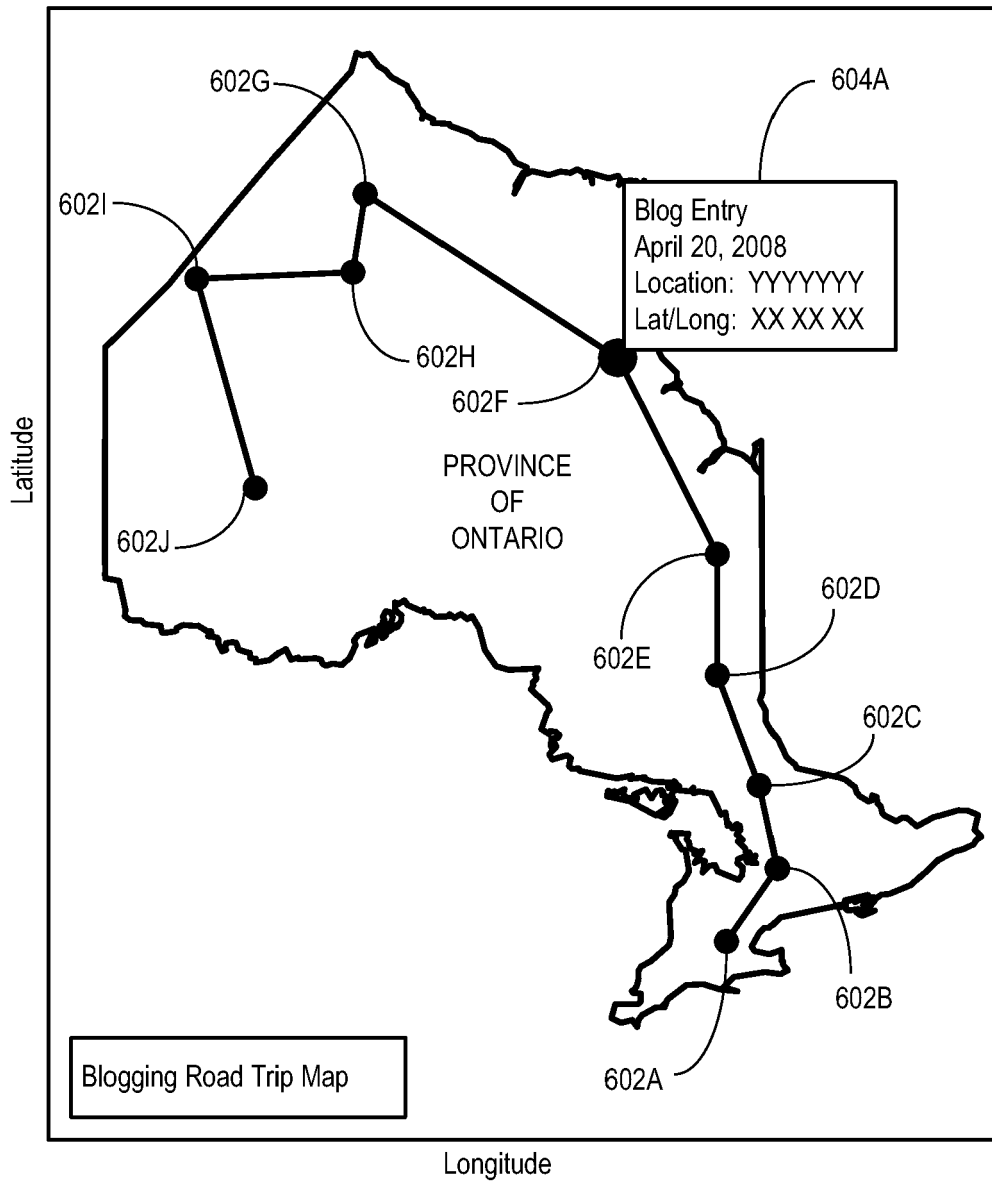 602G
604A
602I
Blog Entry
April 20, 2008
Location: YYYYYYY
Lat/Long: XX XX XX
602H
602F
Latitude
PROVINCE
OF
ONTARIO
602J
602D
602E
602C
602B
602A
Blogging Road Trip Map
Longitude